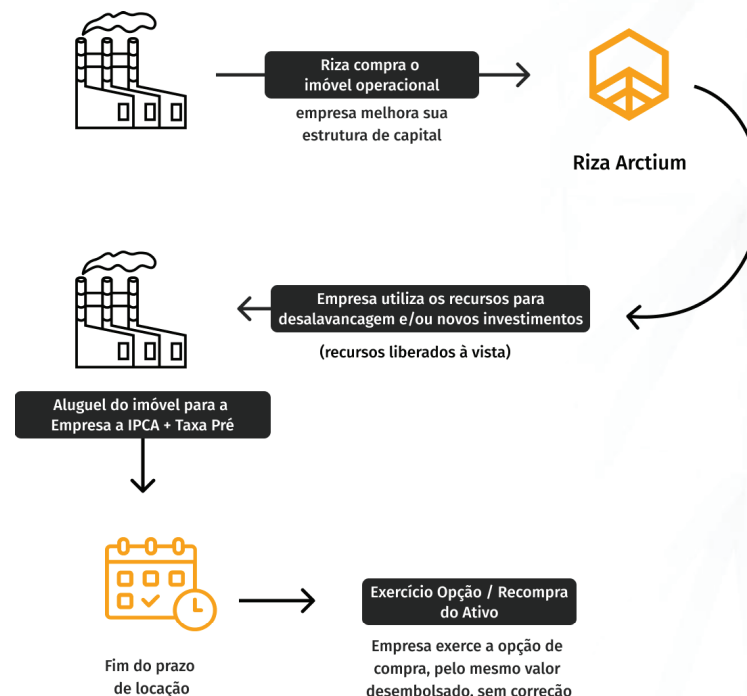 Riza compra o
imóvel operacional
empresa melhora sua
estrutura de capital
Riza Arctium
Empresa utiliza os recursos para
desalavancagem e/ou novos investimentos
(recursos liberados à vista)
Aluguel do imóvel para a
Empresa a IPCA + Taxa Pré
Exercício Opção / Recompra
do Ativo
Fim do prazo
de locação
Empresa exerce a opção de
compra, pelo mesmo valor
desembolsado, sem correção